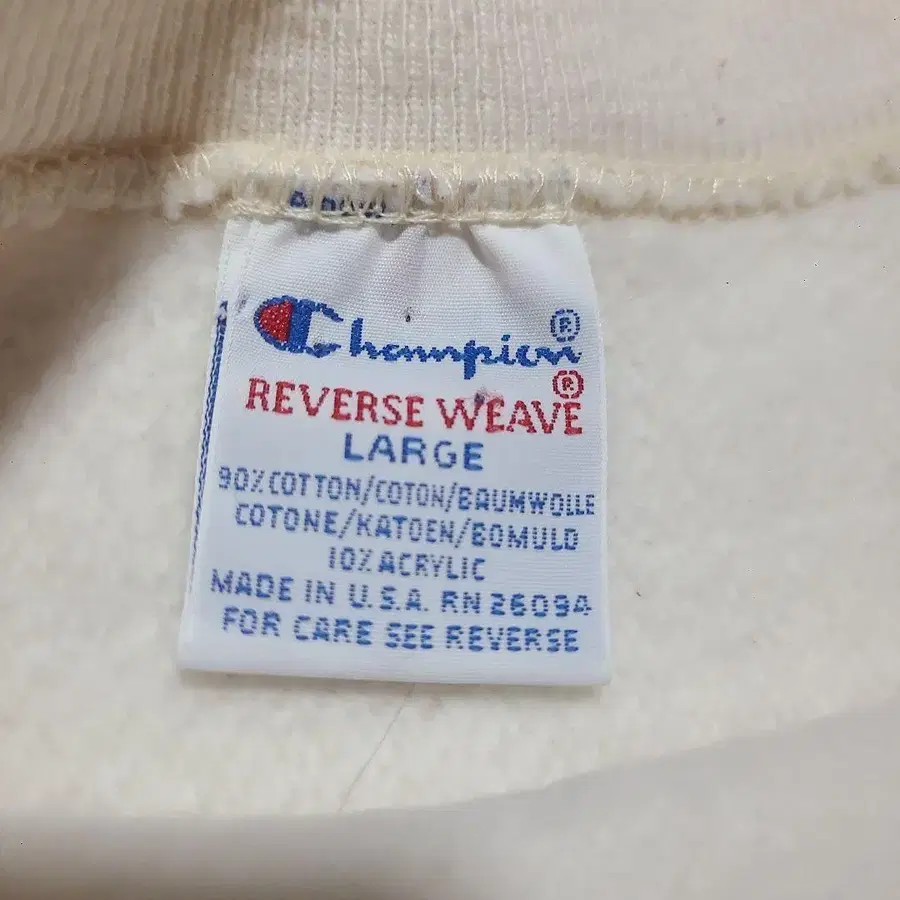 Champion®
REVERSE WEAVE®
LARGE
90% COTTON/COTON/BAUMWOLLE
COTONE/KATOEN/BOMULD
10% ACRYLIC
MADE IN U.S.A. RN 26094
FOR CARE SEE REVERSE